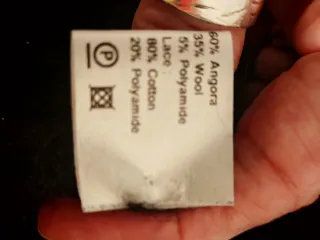 60% Angora
35% Wool
5% Polyamide
Lace :
80% Cotton
20% Polyamide
P